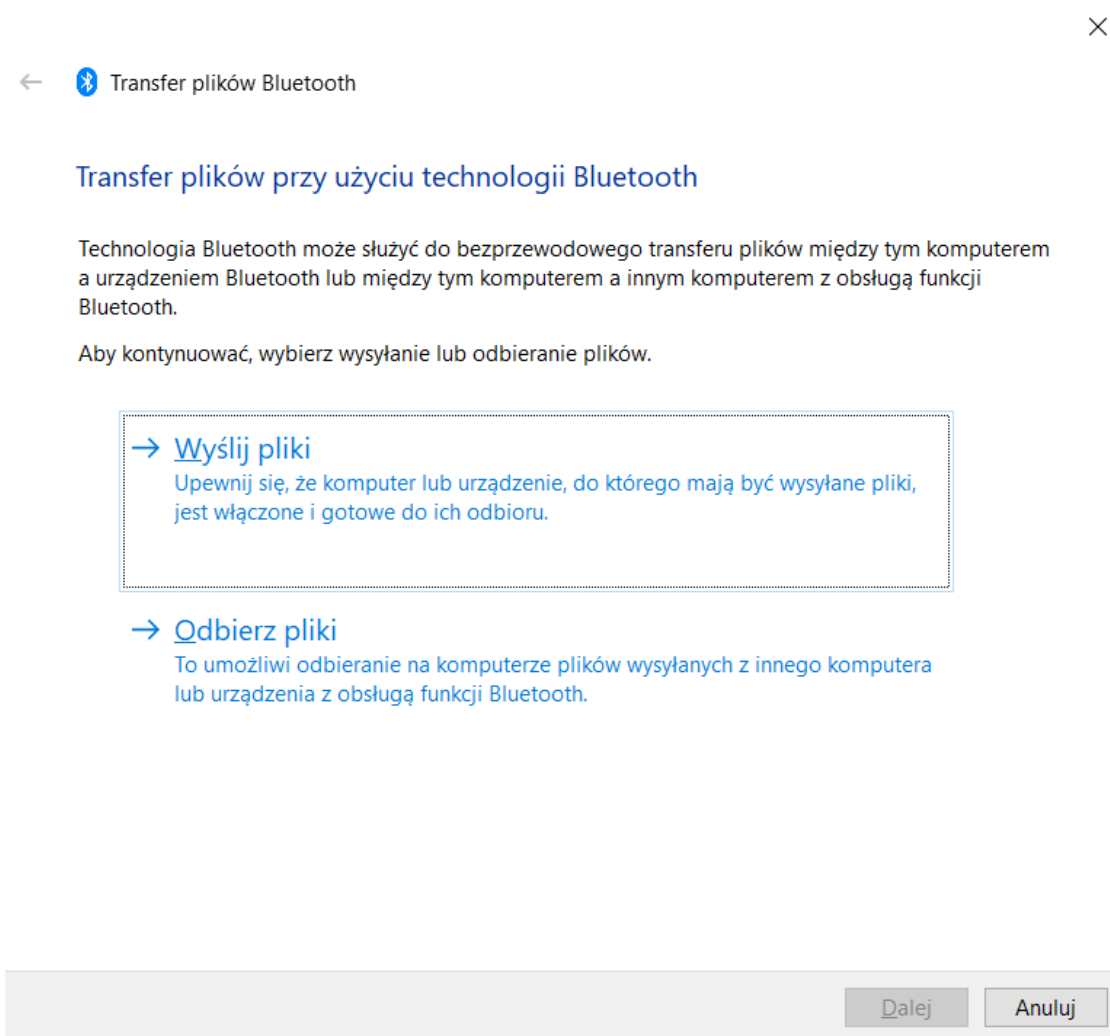 Transfer plików Bluetooth
Transfer plików przy użyciu technologii Bluetooth
Technologia Bluetooth może służyć do bezprzewodowego transferu plików między tym komputerem
a urządzeniem Bluetooth lub między tym komputerem a innym komputerem z obsługą funkcji
Bluetooth.
Aby kontynuować, wybierz wysyłanie lub odbieranie plików.
Wyślij pliki
Upewnij się, że komputer lub urządzenie, do którego mają być wysyłane pliki,
jest włączone i gotowe do ich odbioru.
Odbierz pliki
To umożliwi odbieranie na komputerze plików wysyłanych z innego komputera
lub urządzenia z obsługą funkcji Bluetooth.
Dalej
Anuluj